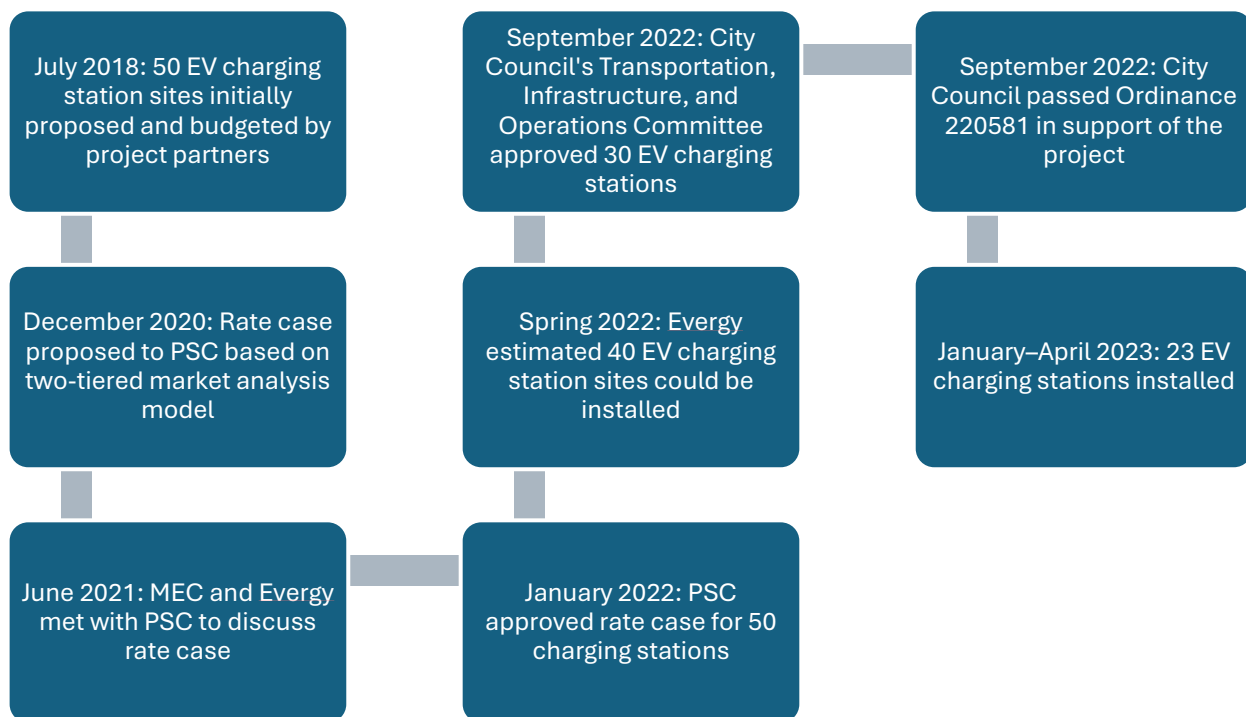 July 2018: 50 EV charging
station sites initially
proposed and budgeted by
project partners
December 2020: Rate case
proposed to PSC based on
two-tiered market analysis
model
June 2021: MEC and Evergy
met with PSC to discuss
rate case
January 2022: PSC
approved rate case for 50
charging stations
Spring 2022: Evergy
estimated 40 EV charging
station sites could be
installed
September 2022: City
Council's Transportation,
Infrastructure, and
Operations Committee
approved 30 EV charging
stations
September 2022: City
Council passed Ordinance
220581 in support of the
project
January–April 2023: 23 EV
charging stations installed